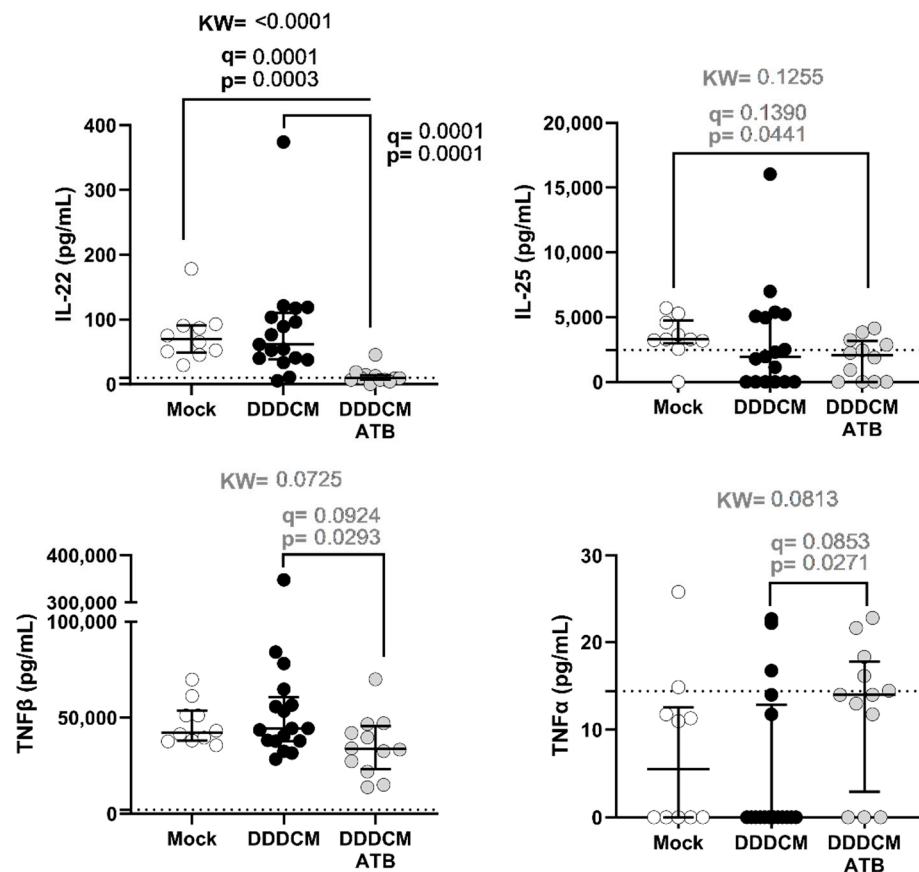 KW= <0.0001
q= 0.0001
p= 0.0003
q= 0.0001
p= 0.0001
IL-22 (pg/mL)
400
300
200
100
0
Mock
DDDCM
DDDCM
ATB
KW= 0.1255
q= 0.1390
p= 0.0441
IL-25 (pg/mL)
20,000
15,000
10,000
5,000
0
Mock
DDDCM
DDDCM
ATB
KW= 0.0725
q= 0.0924
p= 0.0293
TNFβ (pg/mL)
400,000
300,000
100,000
50,000
0
Mock
DDDCM
DDDCM
ATB
KW= 0.0813
q= 0.0853
p= 0.0271
TNFα (pg/mL)
30
20
10
0
Mock
DDDCM
DDDCM
ATB